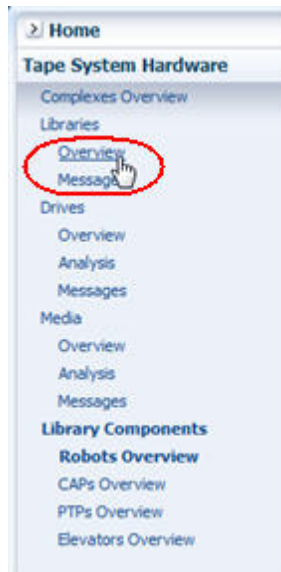 Home
Tape System Hardware
Complexes Overview
Libraries
Overview
Messages
Drives
Overview
Analysis
Messages
Media
Overview
Analysis
Messages
Library Components
Robots Overview
CAPs Overview
PTPs Overview
Elevators Overview